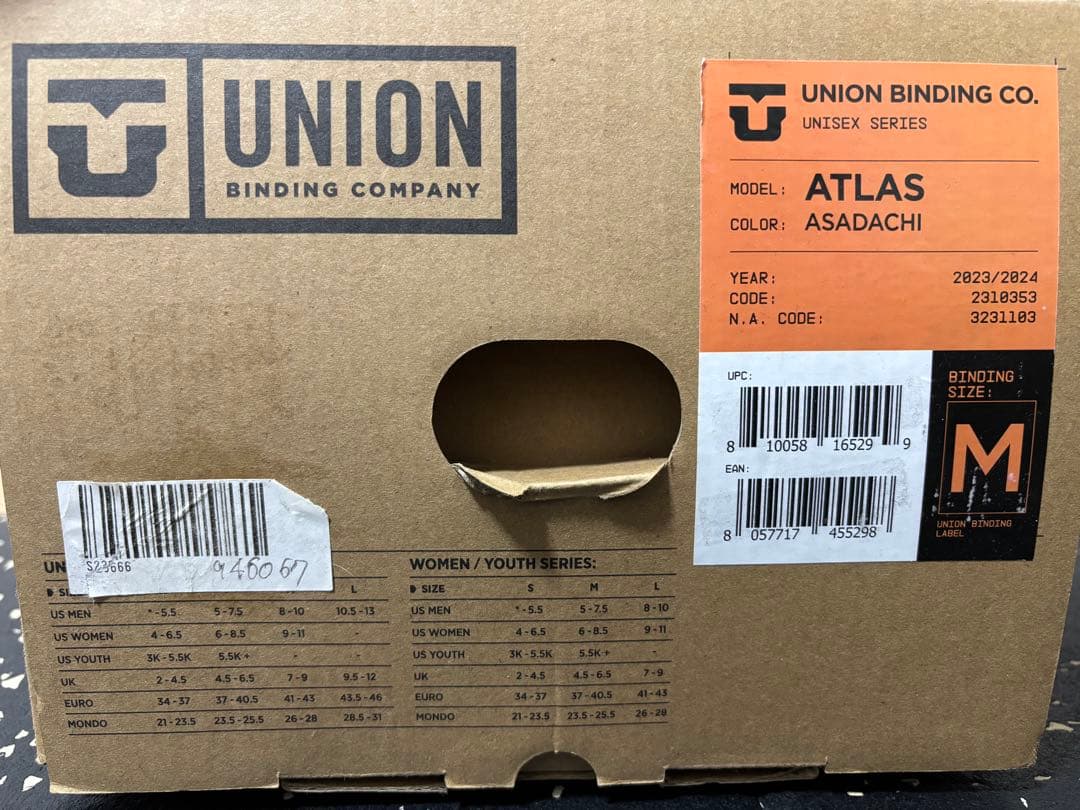 UNION
BINDING COMPANY
UNION BINDING CO.
UNISEX SERIES
MODEL: ATLAS
COLOR: ASADACHI
YEAR: 2023/2024
CODE: 2310353
N.A. CODE: 3231103
UPC:
8 10058 16529 9
EAN:
8 057717 455298
BINDING SIZE:
M
UNION BINDING LABEL
946067
UN
L
US MEN *-5.5 5-7.5 8-10 10.5-13
US WOMEN 4-6.5 6-8.5 9-11 -
US YOUTH 3K-5.5K 5.5K+ - -
UK 2-4.5 4.5-6.5 7-9 9.5-12
EURO 34-37 37-40.5 41-43 43.5-46
MONDO 21-23.5 23.5-25.5 26-28 28.5-31
WOMEN / YOUTH SERIES:
SIZE S M L
US MEN *-5.5 5-7.5 8-10
US WOMEN 4-6.5 6-8.5 9-11
US YOUTH 3K-5.5K 5.5K+ -
UK 2-4.5 4.5-6.5 7-9
EURO 34-37 37-40.5 41-43
MONDO 21-23.5 23.5-25.5 26-28